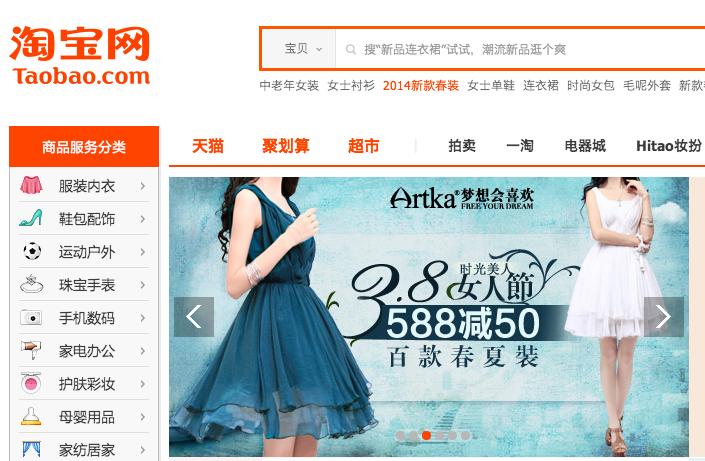 淘宝网
Taobao.com
宝贝
搜“新品连衣裙”试试，潮流新品逛个爽
中老年女装 女士衬衫 2014新款春装 女士单鞋 连衣裙 时尚女包 毛呢外套 新款
商品服务分类
天猫 聚划算 超市 拍卖 一淘 电器城 Hitao妆扮
服装内衣
鞋包配饰
运动户外
珠宝手表
手机数码
家电办公
护肤彩妆
母婴用品
家纺居家
Artka® 梦想会喜欢
FREE YOUR DREAM
时光美人
3.8女人節
588减50
百款春夏裝